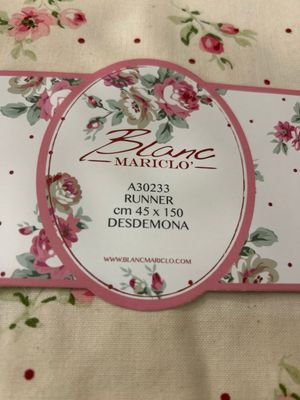 Blanc
MARICLO'
A30233
RUNNER
cm 45 x 150
DESDEMONA
WWW.BLANCMARICLO.COM